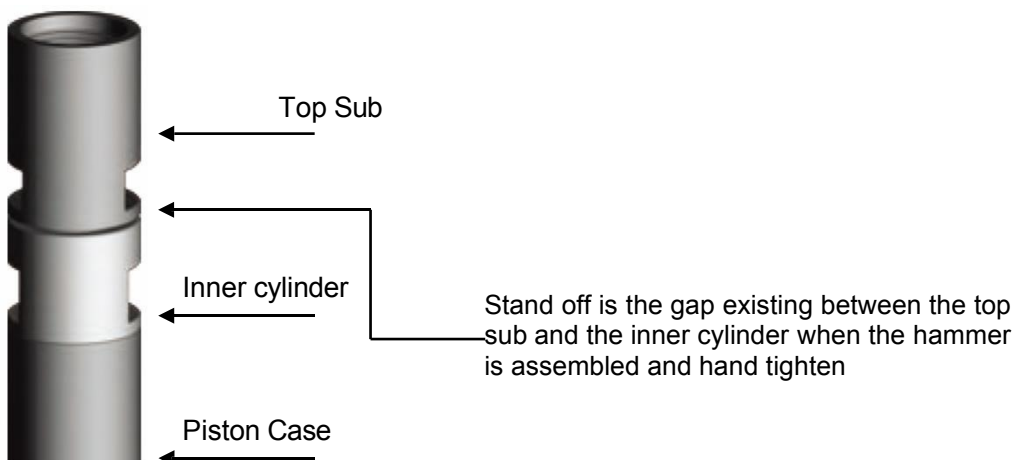 Top Sub
Inner cylinder
Stand off is the gap existing between the top
sub and the inner cylinder when the hammer
is assembled and hand tighten
Piston Case